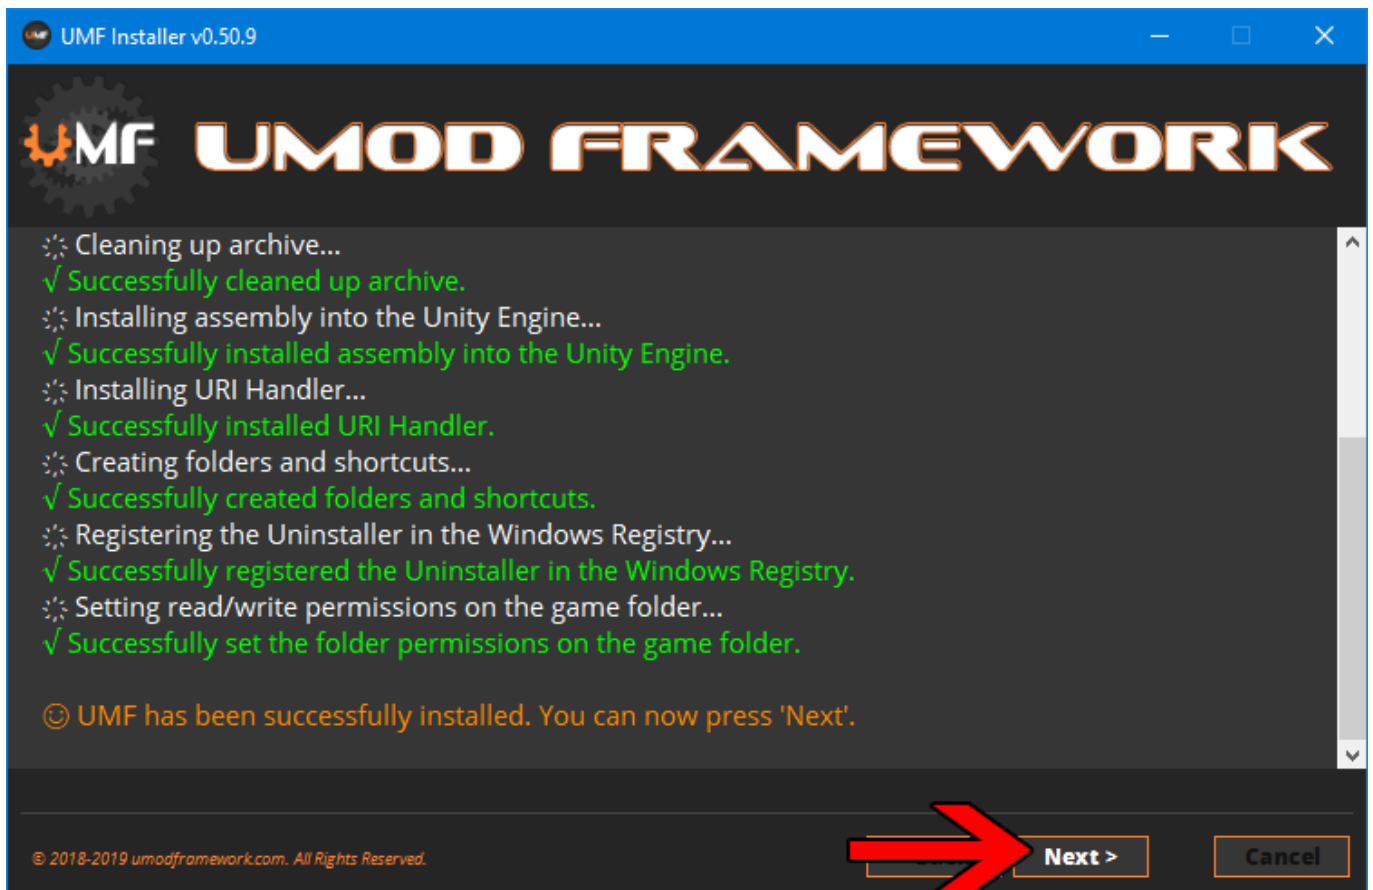 UMF Installer v0.50.9
UMF UMOD FRAMEWORK
Cleaning up archive...
√ Successfully cleaned up archive.
Installing assembly into the Unity Engine...
√ Successfully installed assembly into the Unity Engine.
Installing URI Handler...
√ Successfully installed URI Handler.
Creating folders and shortcuts...
√ Successfully created folders and shortcuts.
Registering the Uninstaller in the Windows Registry...
√ Successfully registered the Uninstaller in the Windows Registry.
Setting read/write permissions on the game folder...
√ Successfully set the folder permissions on the game folder.
UMF has been successfully installed. You can now press 'Next'.
© 2018-2019 umodframework.com. All Rights Reserved.
Next >
Cancel